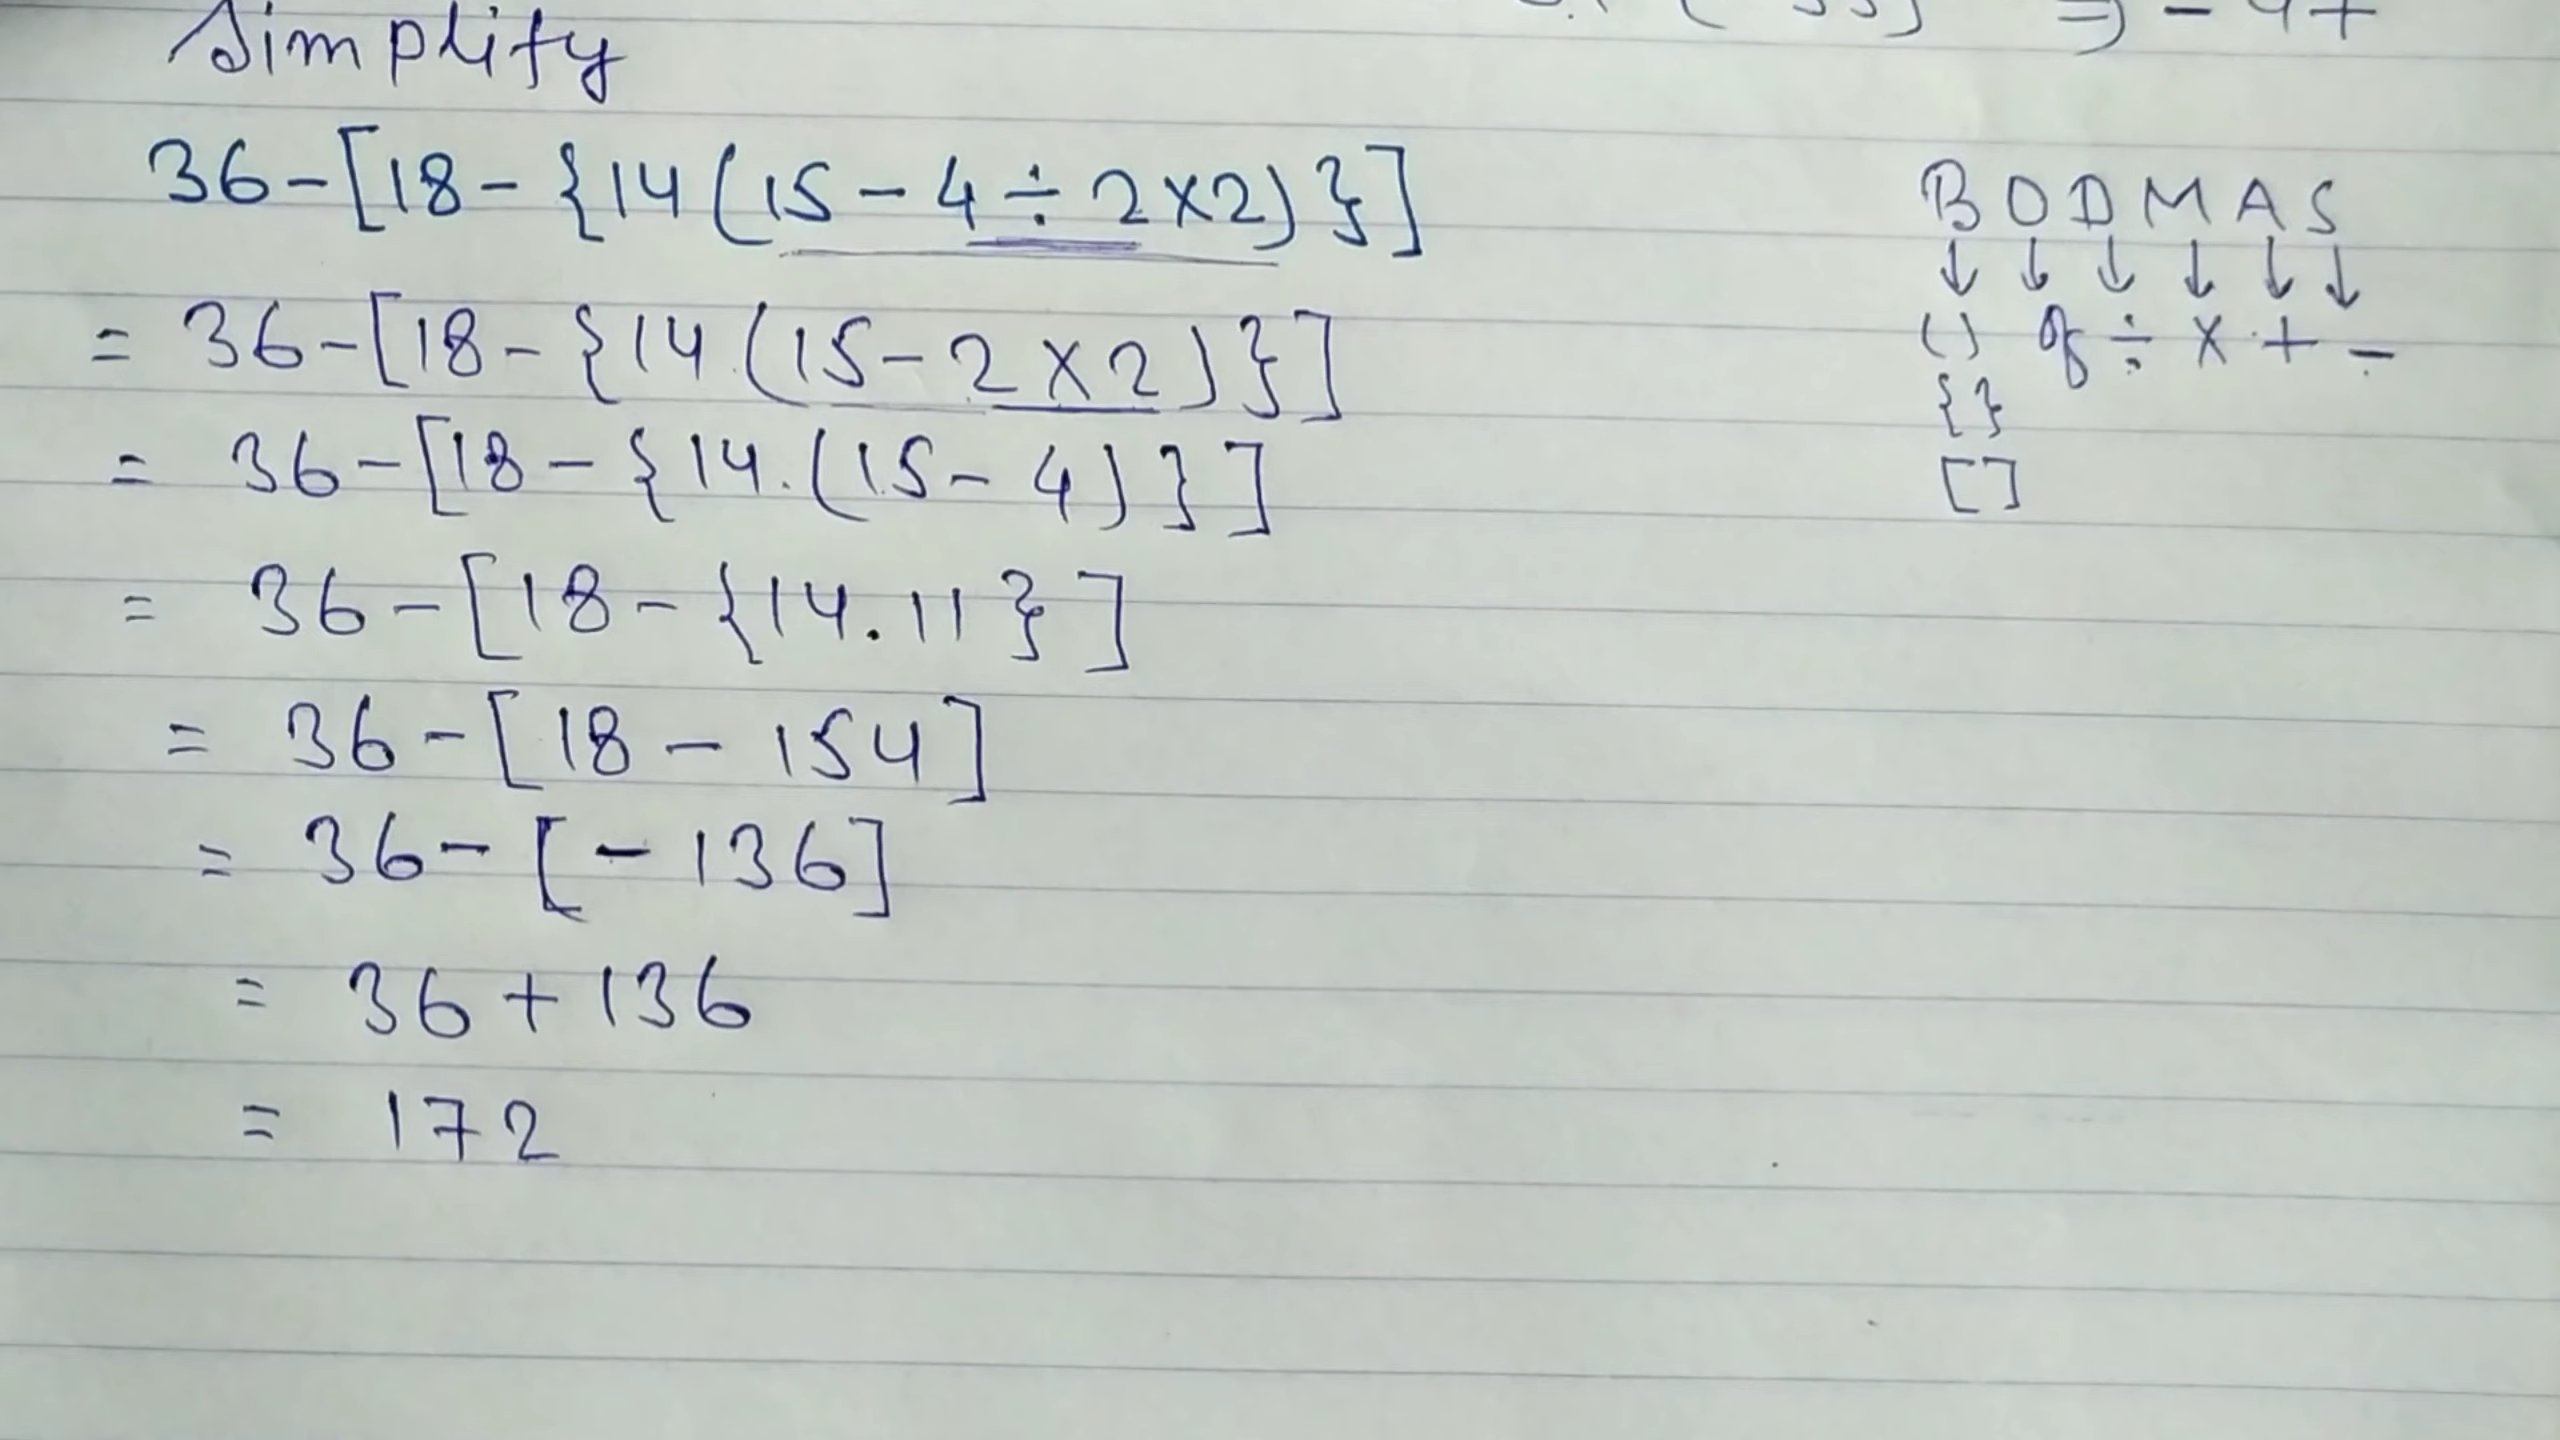 ⇒ - 47
Simplify
36-[18-{14(15-4÷2×2)}]
= 36-[18-{14.(15-2×2)}]
= 36-[18-{14.(15-4)}]
= 36-[18-{14.11}]
= 36-[18-154]
= 36-[-136]
= 36+136
= 172
B O D M A S
↓ ↓ ↓ ↓ ↓ ↓
() of ÷ × + -
{}
[]